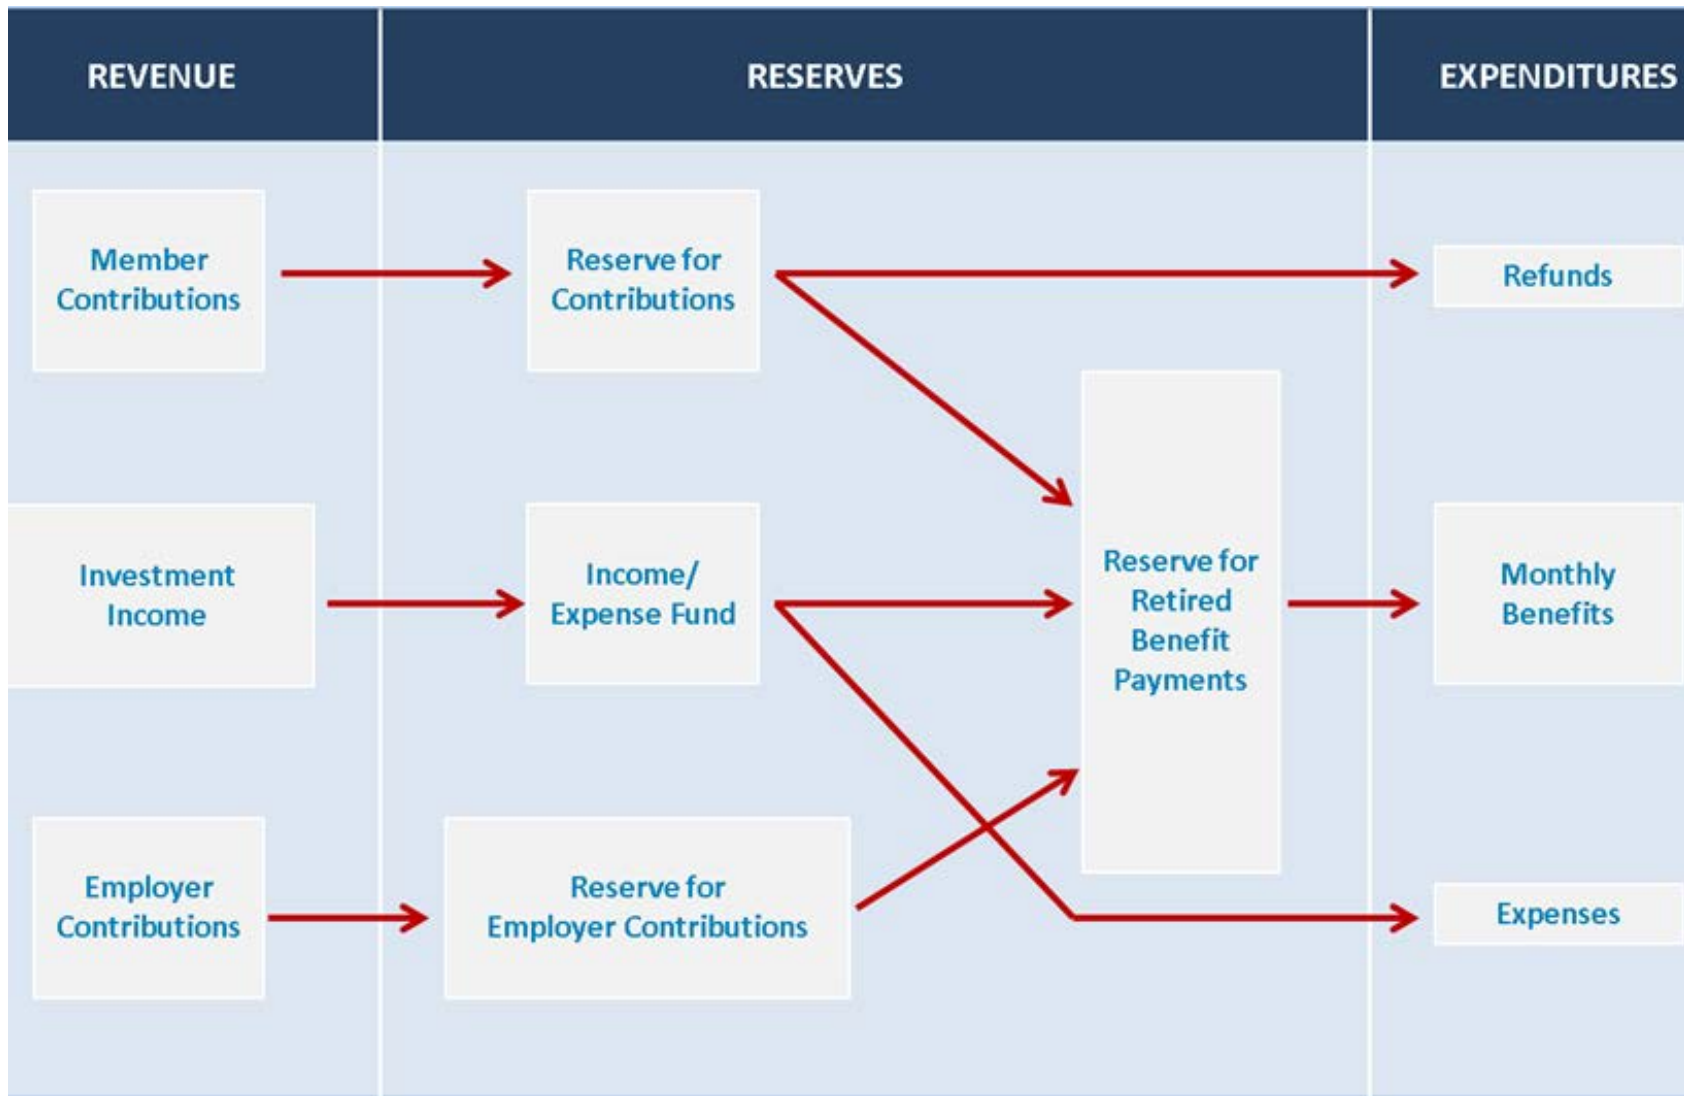 REVENUE
RESERVES
EXPENDITURES
Member
Contributions
Reserve for
Contributions
Refunds
Investment
Income
Income/
Expense Fund
Reserve for
Retired
Benefit
Payments
Monthly
Benefits
Employer
Contributions
Reserve for
Employer Contributions
Expenses